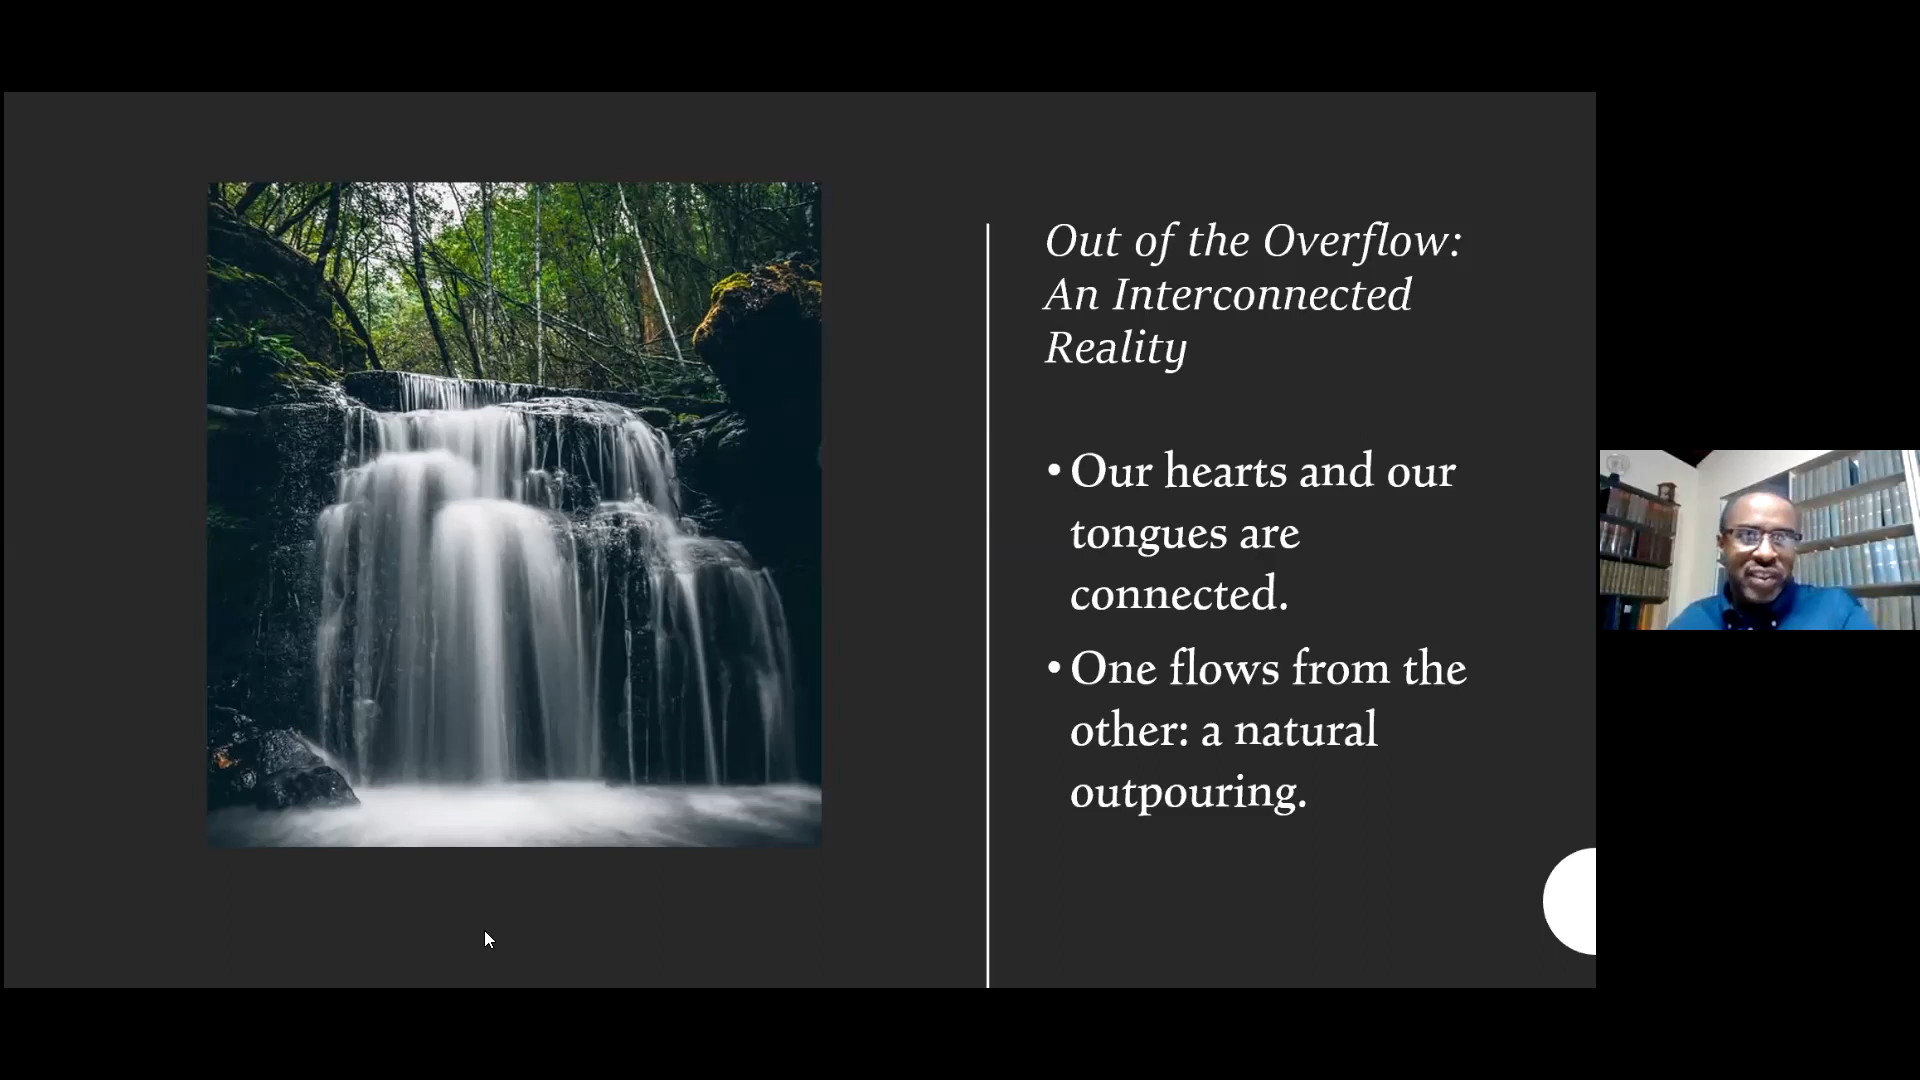 Out of the Overflow:
An Interconnected
Reality
• Our hearts and our
tongues are
connected.
• One flows from the
other: a natural
outpouring.